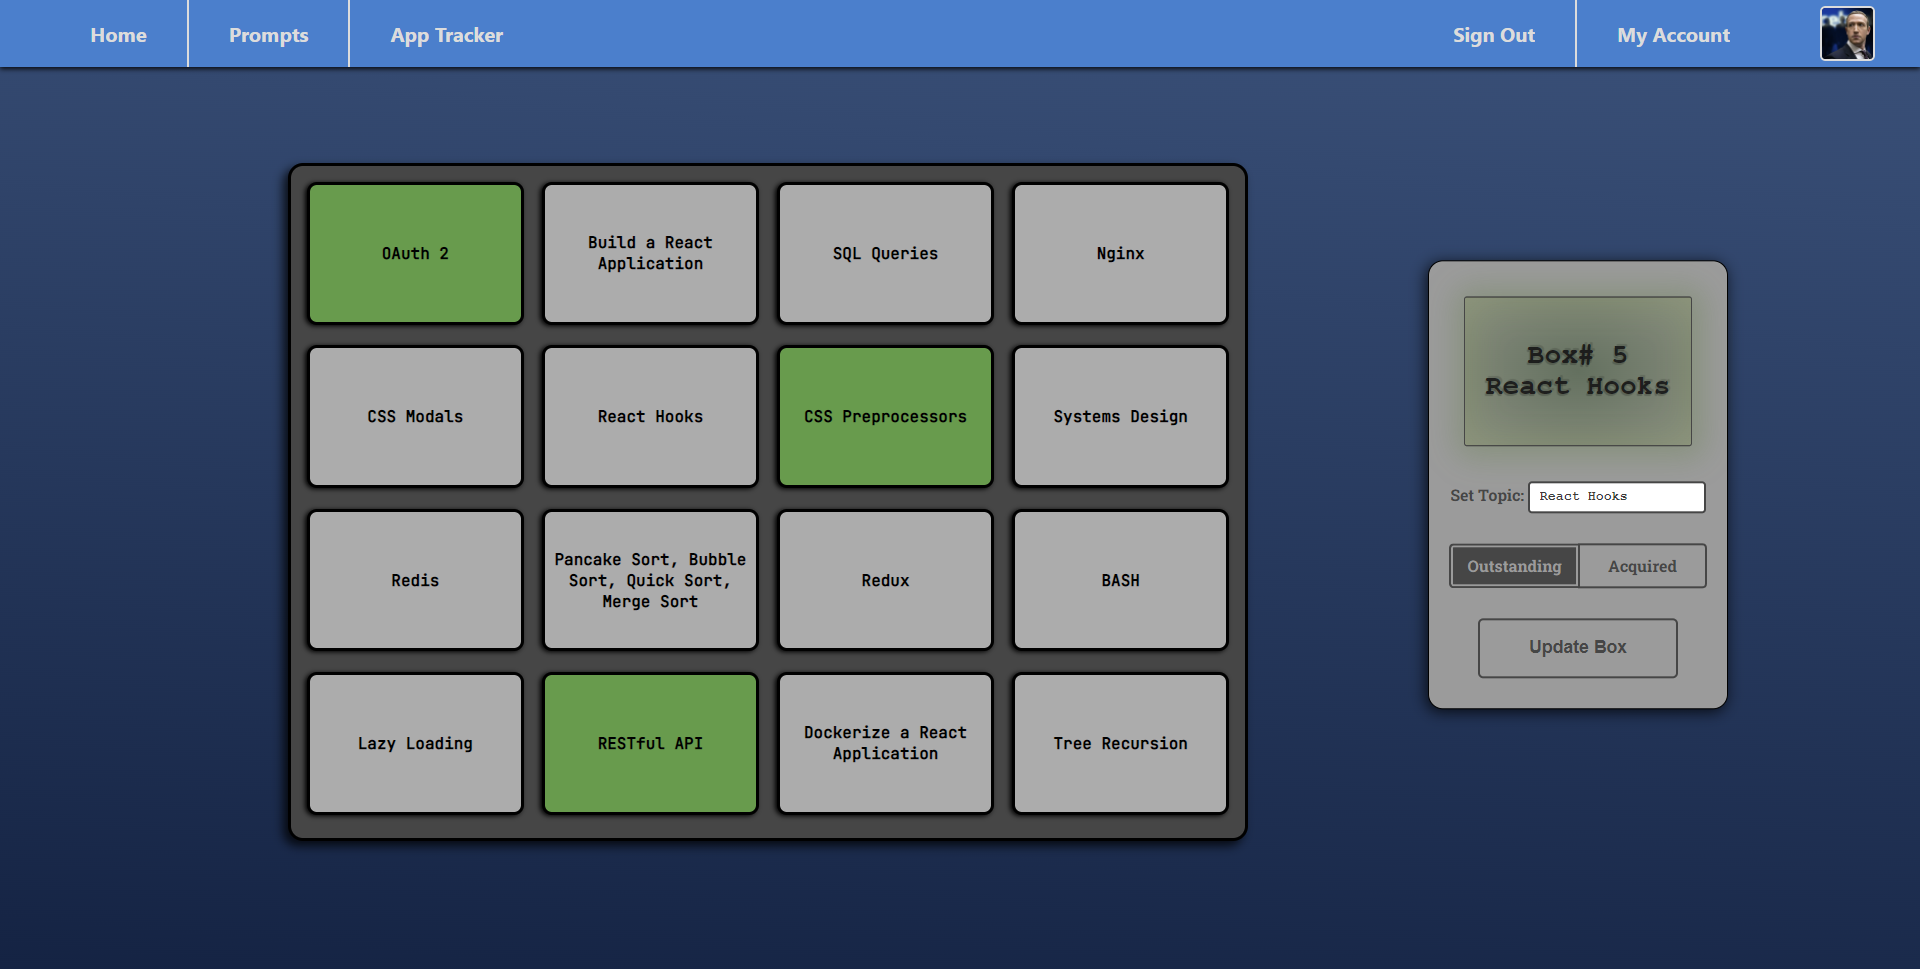 Home
Prompts
App Tracker
Sign Out
My Account
OAuth 2
Build a React
Application
SQL Queries
Nginx
CSS Modals
React Hooks
CSS Preprocessors
Systems Design
Redis
Pancake Sort, Bubble
Sort, Quick Sort,
Merge Sort
Redux
BASH
Lazy Loading
RESTful API
Dockerize a React
Application
Tree Recursion
Box# 5
React Hooks
Set Topic: React Hooks
Outstanding
Acquired
Update Box